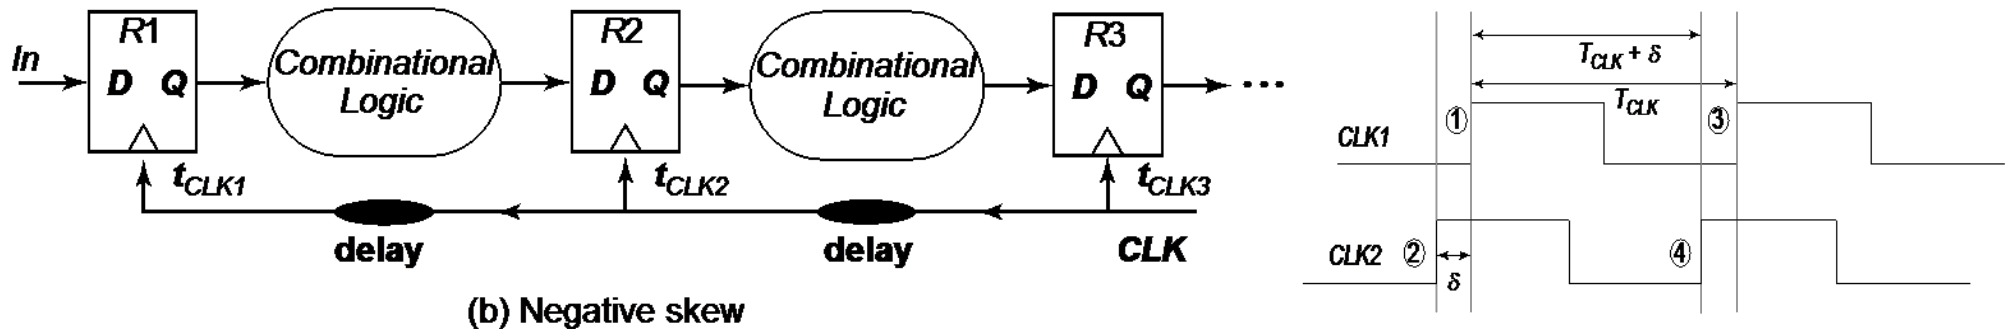 In
R1
D Q
Combinational
Logic
R2
D Q
Combinational
Logic
R3
D Q
...
tCLK1
tCLK2
tCLK3
delay
delay
CLK
(b) Negative skew
TCLK + δ
TCLK
CLK1
①
③
CLK2
②
④
δ